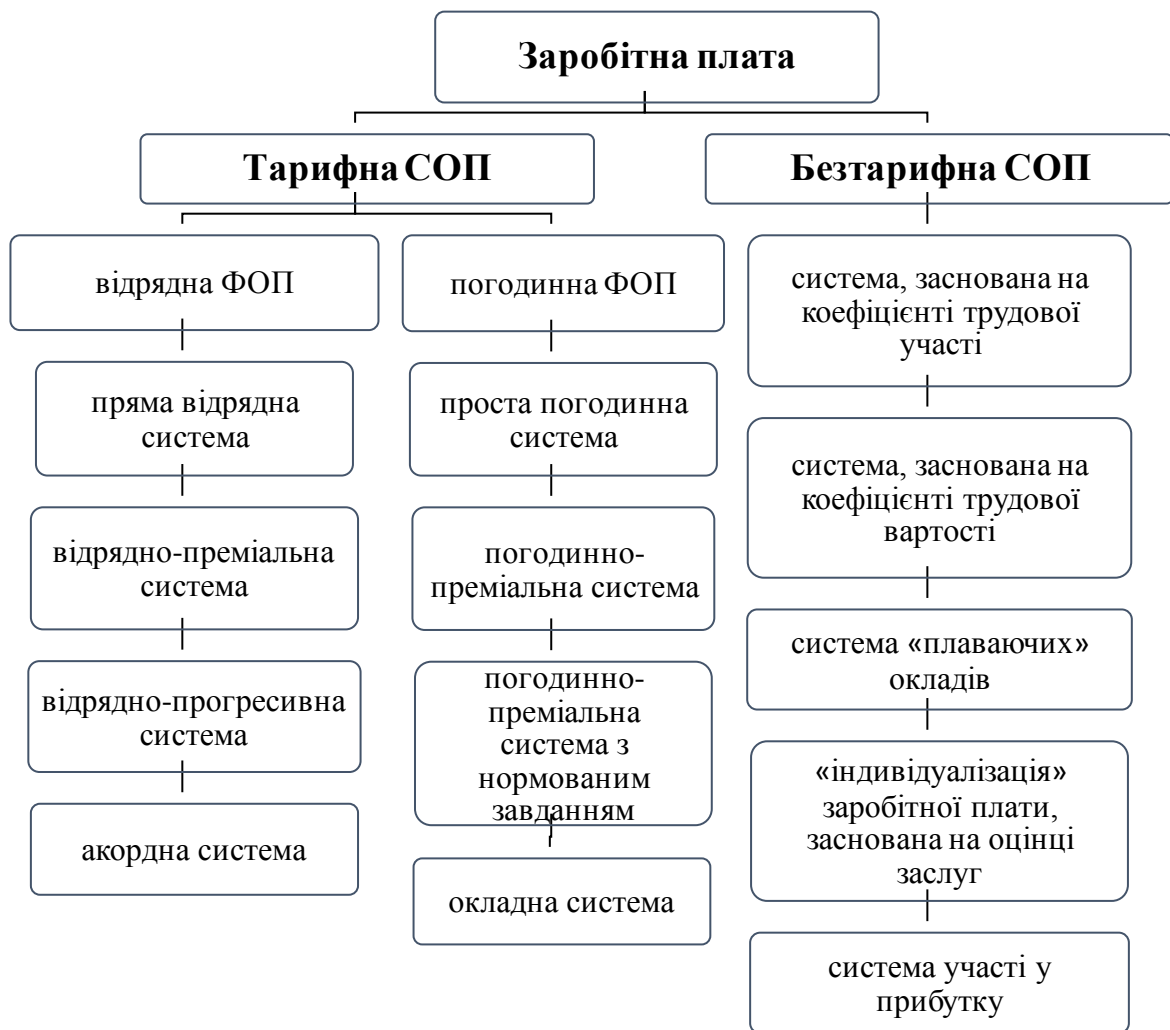 Заробітна плата
Тарифна СОП
Безтарифна СОП
відрядна ФОП
погодинна ФОП
система, заснована на
коефіцієнті трудової
участі
пряма відрядна
система
проста погодинна
система
система, заснована на
коефіцієнті трудової
вартості
відрядно-преміальна
система
погодинно-
преміальна система
система «плаваючих»
окладів
відрядно-прогресивна
система
погодинно-
преміальна
система з
нормованим
завданням
«індивідуалізація»
заробітної плати,
заснована на оцінці
заслуг
акордна система
окладна система
система участі у
прибутку